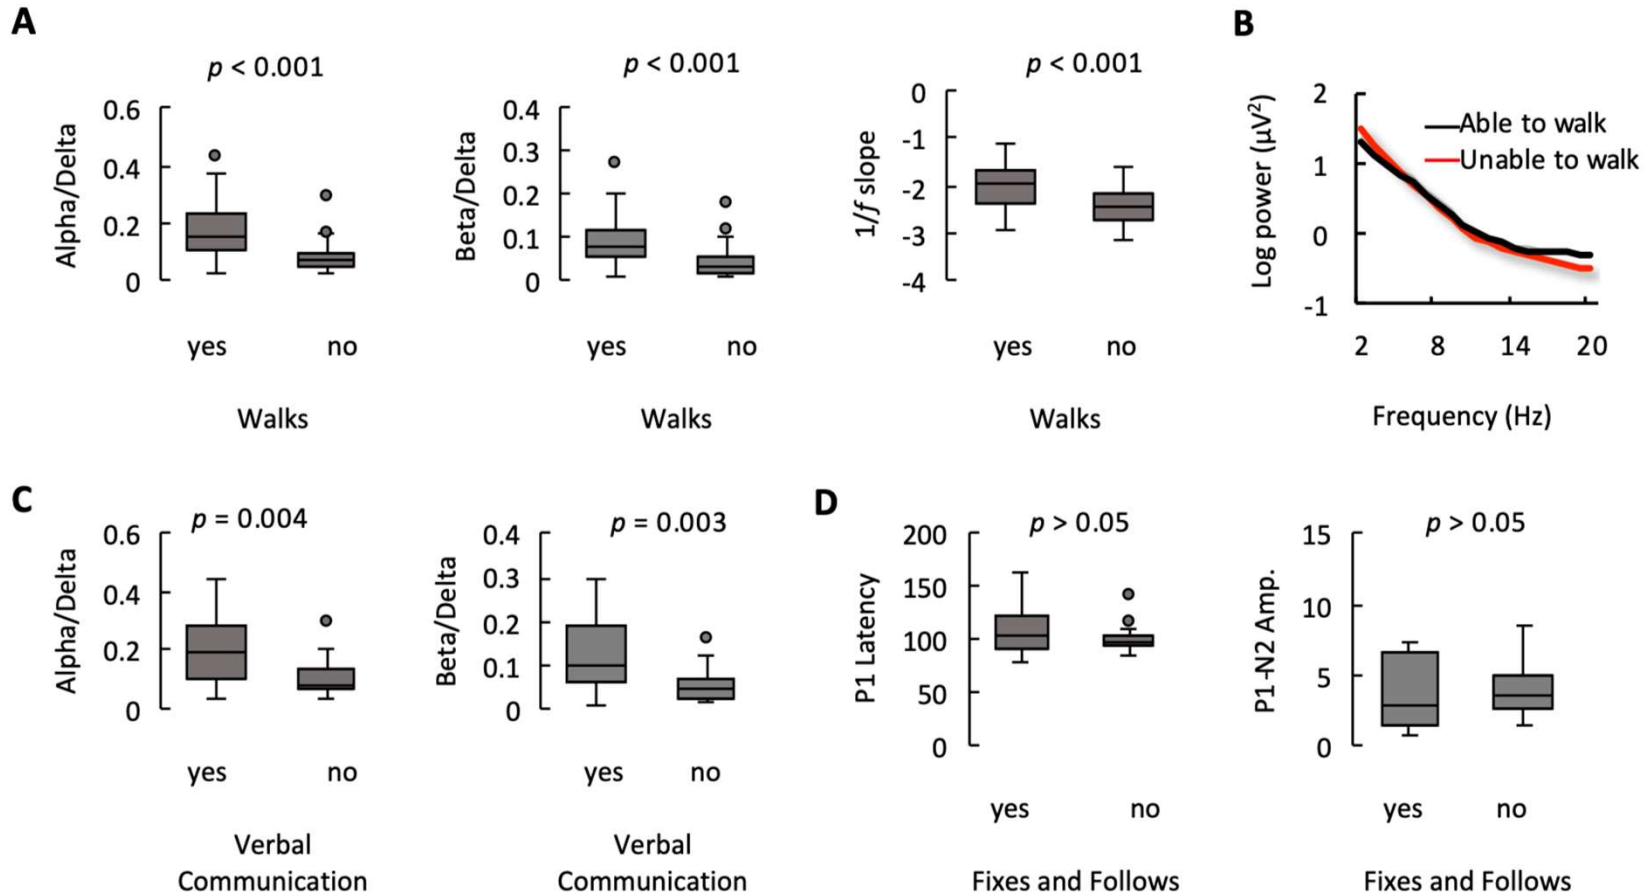 A
p < 0.001
Alpha/Delta
0.6
0.4
0.2
0
yes no
Walks
p < 0.001
Beta/Delta
0.4
0.3
0.2
0.1
0
yes no
Walks
p < 0.001
1/f slope
0
-1
-2
-3
-4
yes no
Walks
B
Log power (µV²)
2
1
0
-1
Able to walk
Unable to walk
2 8 14 20
Frequency (Hz)
C
p = 0.004
Alpha/Delta
0.6
0.4
0.2
0
yes no
Verbal
Communication
p = 0.003
Beta/Delta
0.4
0.3
0.2
0.1
0
yes no
Verbal
Communication
D
p > 0.05
P1 Latency
200
150
100
50
0
yes no
Fixes and Follows
p > 0.05
P1-N2 Amp.
15
10
5
0
yes no
Fixes and Follows